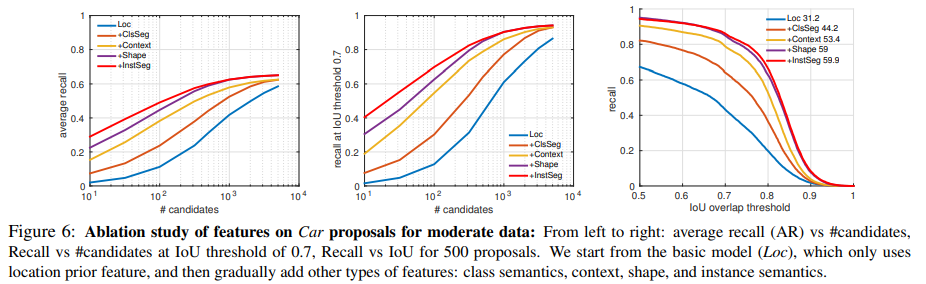 1
0.8
0.6
0.4
0.2
0
average recall
Loc
+ClsSeg
+Context
+Shape
+InstSeg
10^1
10^2
10^3
10^4
# candidates
1
0.8
0.6
0.4
0.2
0
recall at IoU threshold 0.7
Loc
+ClsSeg
+Context
+Shape
+InstSeg
10^1
10^2
10^3
10^4
# candidates
1
0.8
0.6
0.4
0.2
0
recall
Loc 31.2
+ClsSeg 44.2
+Context 53.4
+Shape 59
+InstSeg 59.9
0.5
0.6
0.7
0.8
0.9
1
IoU overlap threshold
Figure 6: Ablation study of features on Car proposals for moderate data: From left to right: average recall (AR) vs #candidates,
Recall vs #candidates at IoU threshold of 0.7, Recall vs IoU for 500 proposals. We start from the basic model (Loc), which only uses
location prior feature, and then gradually add other types of features: class semantics, context, shape, and instance semantics.